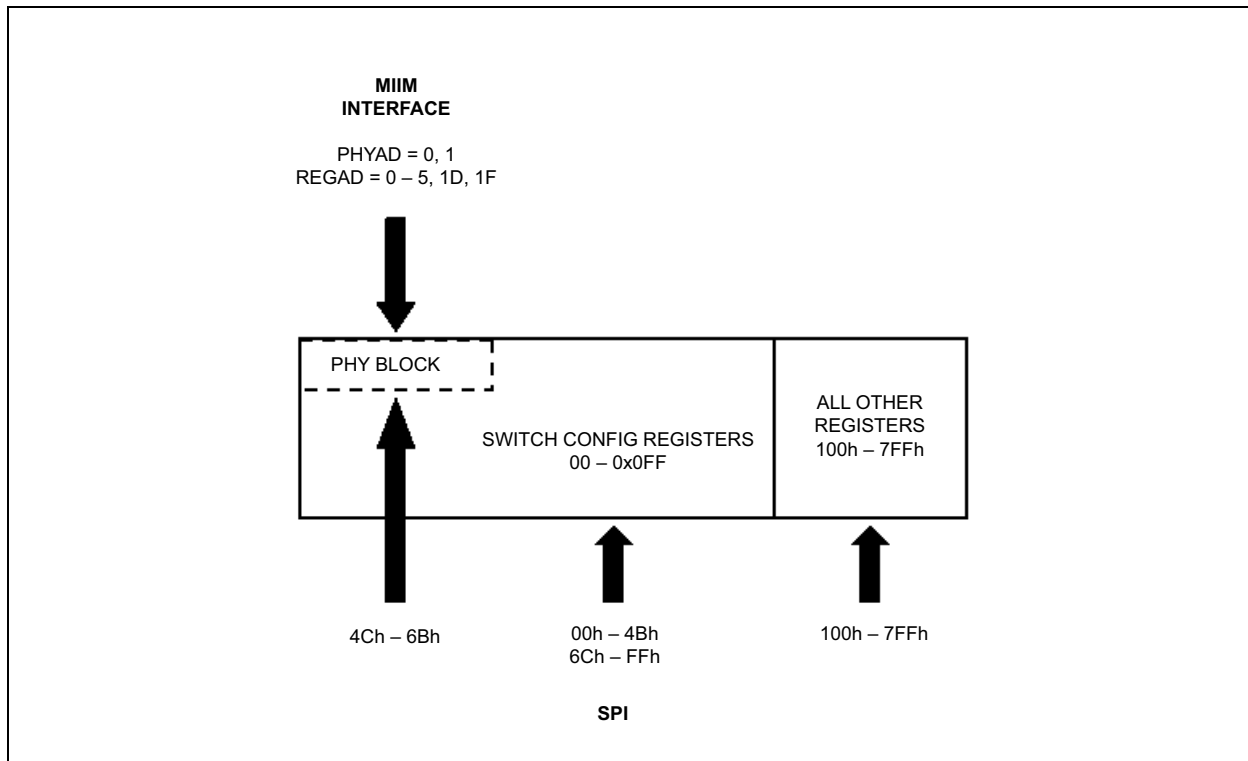 MIIM
INTERFACE
PHYAD = 0, 1
REGAD = 0 – 5, 1D, 1F
PHY BLOCK
SWITCH CONFIG REGISTERS
00 – 0x0FF
ALL OTHER
REGISTERS
100h – 7FFh
4Ch – 6Bh
00h – 4Bh
6Ch – FFh
100h – 7FFh
SPI